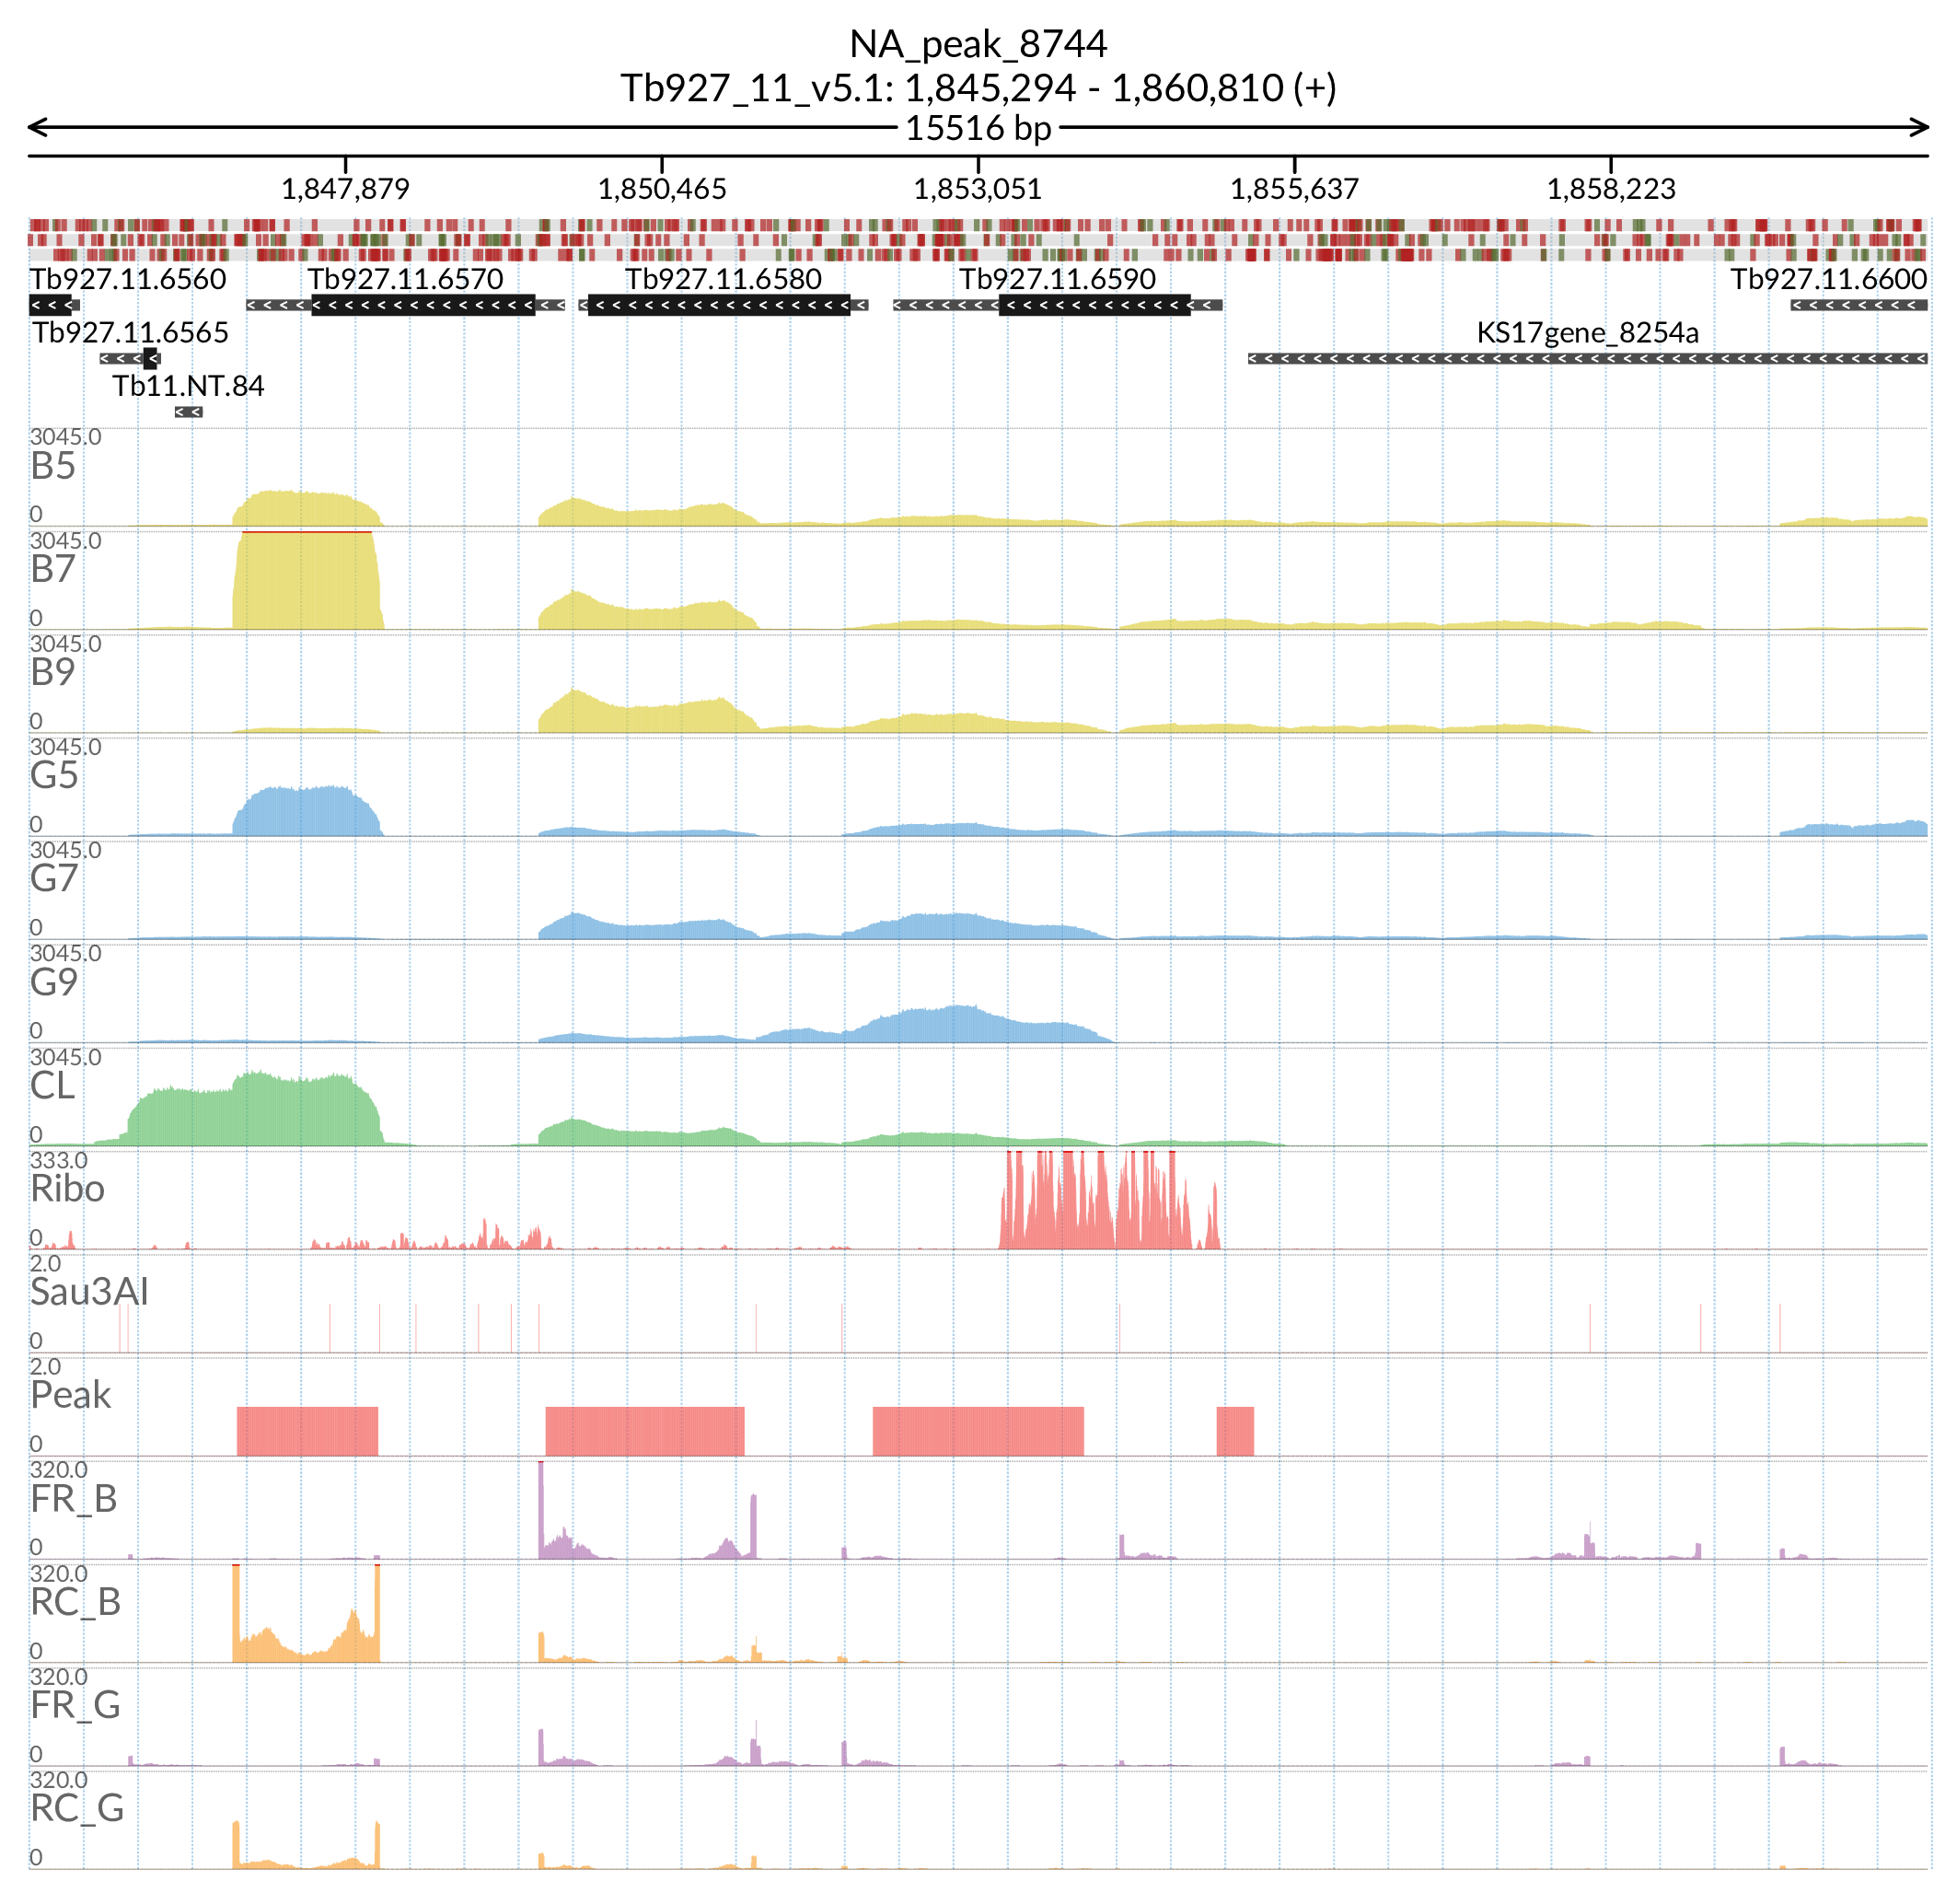 NA_peak_8744
Tb927_11_v5.1: 1,845,294 - 1,860,810 (+)
15516 bp
1,847,879 1,850,465 1,853,051 1,855,637 1,858,223
Tb927.11.6560 Tb927.11.6570 Tb927.11.6580 Tb927.11.6590 Tb927.11.6600
Tb927.11.6565 KS17gene_8254a
Tb11.NT.84
3045.0
B5
0
3045.0
B7
0
3045.0
B9
0
3045.0
G5
0
3045.0
G7
0
3045.0
G9
0
3045.0
CL
0
333.0
Ribo
0
2.0
Sau3AI
0
2.0
Peak
0
320.0
FR_B
0
320.0
RC_B
0
320.0
FR_G
0
320.0
RC_G
0